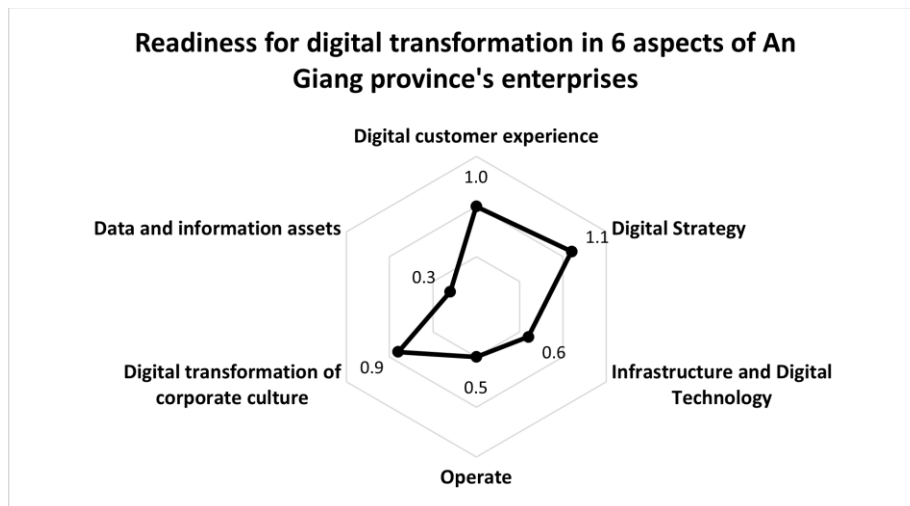 Readiness for digital transformation in 6 aspects of An
Giang province's enterprises
Digital customer experience
1.0
Data and information assets
Digital Strategy
1.1
0.3
0.6
0.9
Digital transformation of
corporate culture
Infrastructure and Digital
Technology
0.5
Operate